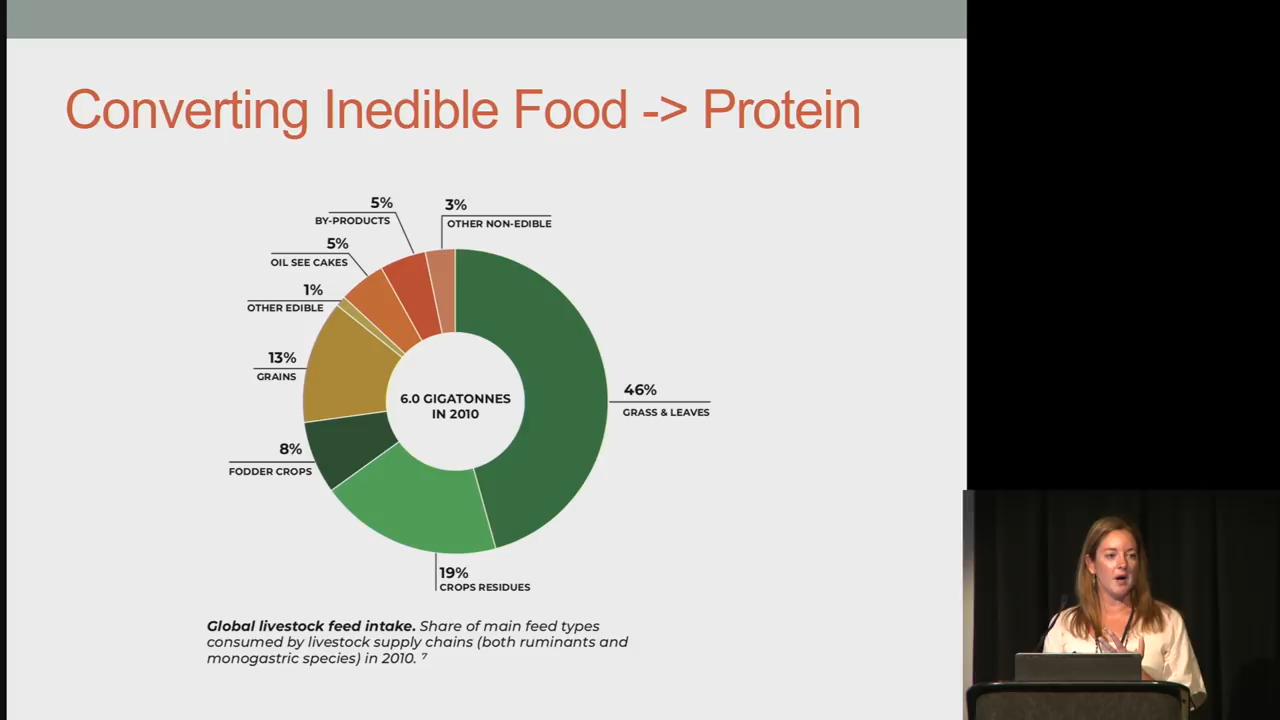 Converting Inedible Food -> Protein
5%
BY-PRODUCTS
3%
OTHER NON-EDIBLE
5%
OIL SEE CAKES
1%
OTHER EDIBLE
13%
GRAINS
6.0 GIGATONNES
IN 2010
46%
GRASS & LEAVES
8%
FODDER CROPS
19%
CROPS RESIDUES
Global livestock feed intake. Share of main feed types
consumed by livestock supply chains (both ruminants and
monogastric species) in 2010. ⁷